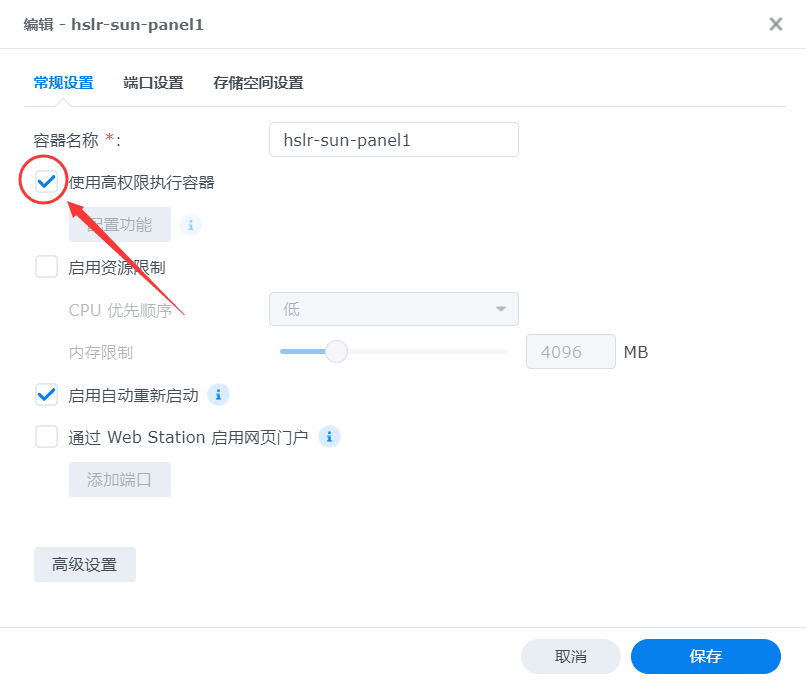 编辑 - hslr-sun-panel1
常规设置 端口设置 存储空间设置
容器名称 *: hslr-sun-panel1
使用高权限执行容器
配置功能
启用资源限制
CPU 优先顺序 低
内存限制 4096 MB
启用自动重新启动
通过 Web Station 启用网页门户
添加端口
高级设置
取消 保存